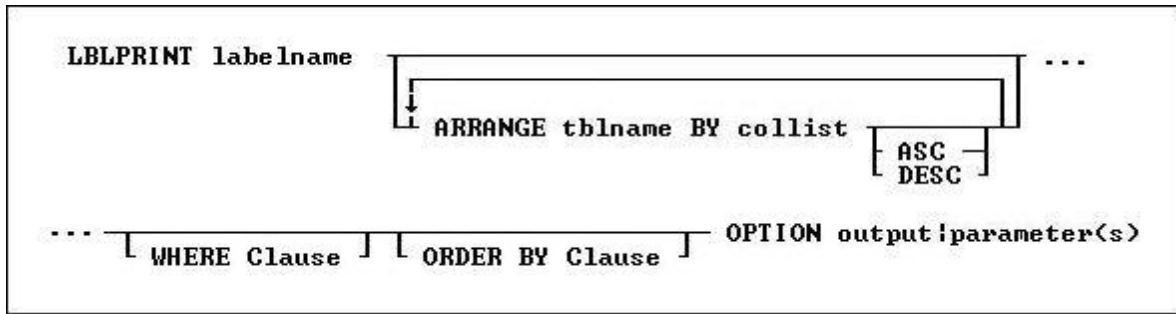 LBLPRINT labelname ...
ARRANGE tblname BY collist
ASC
DESC
... OPTION output¦parameter(s)
WHERE Clause ORDER BY Clause